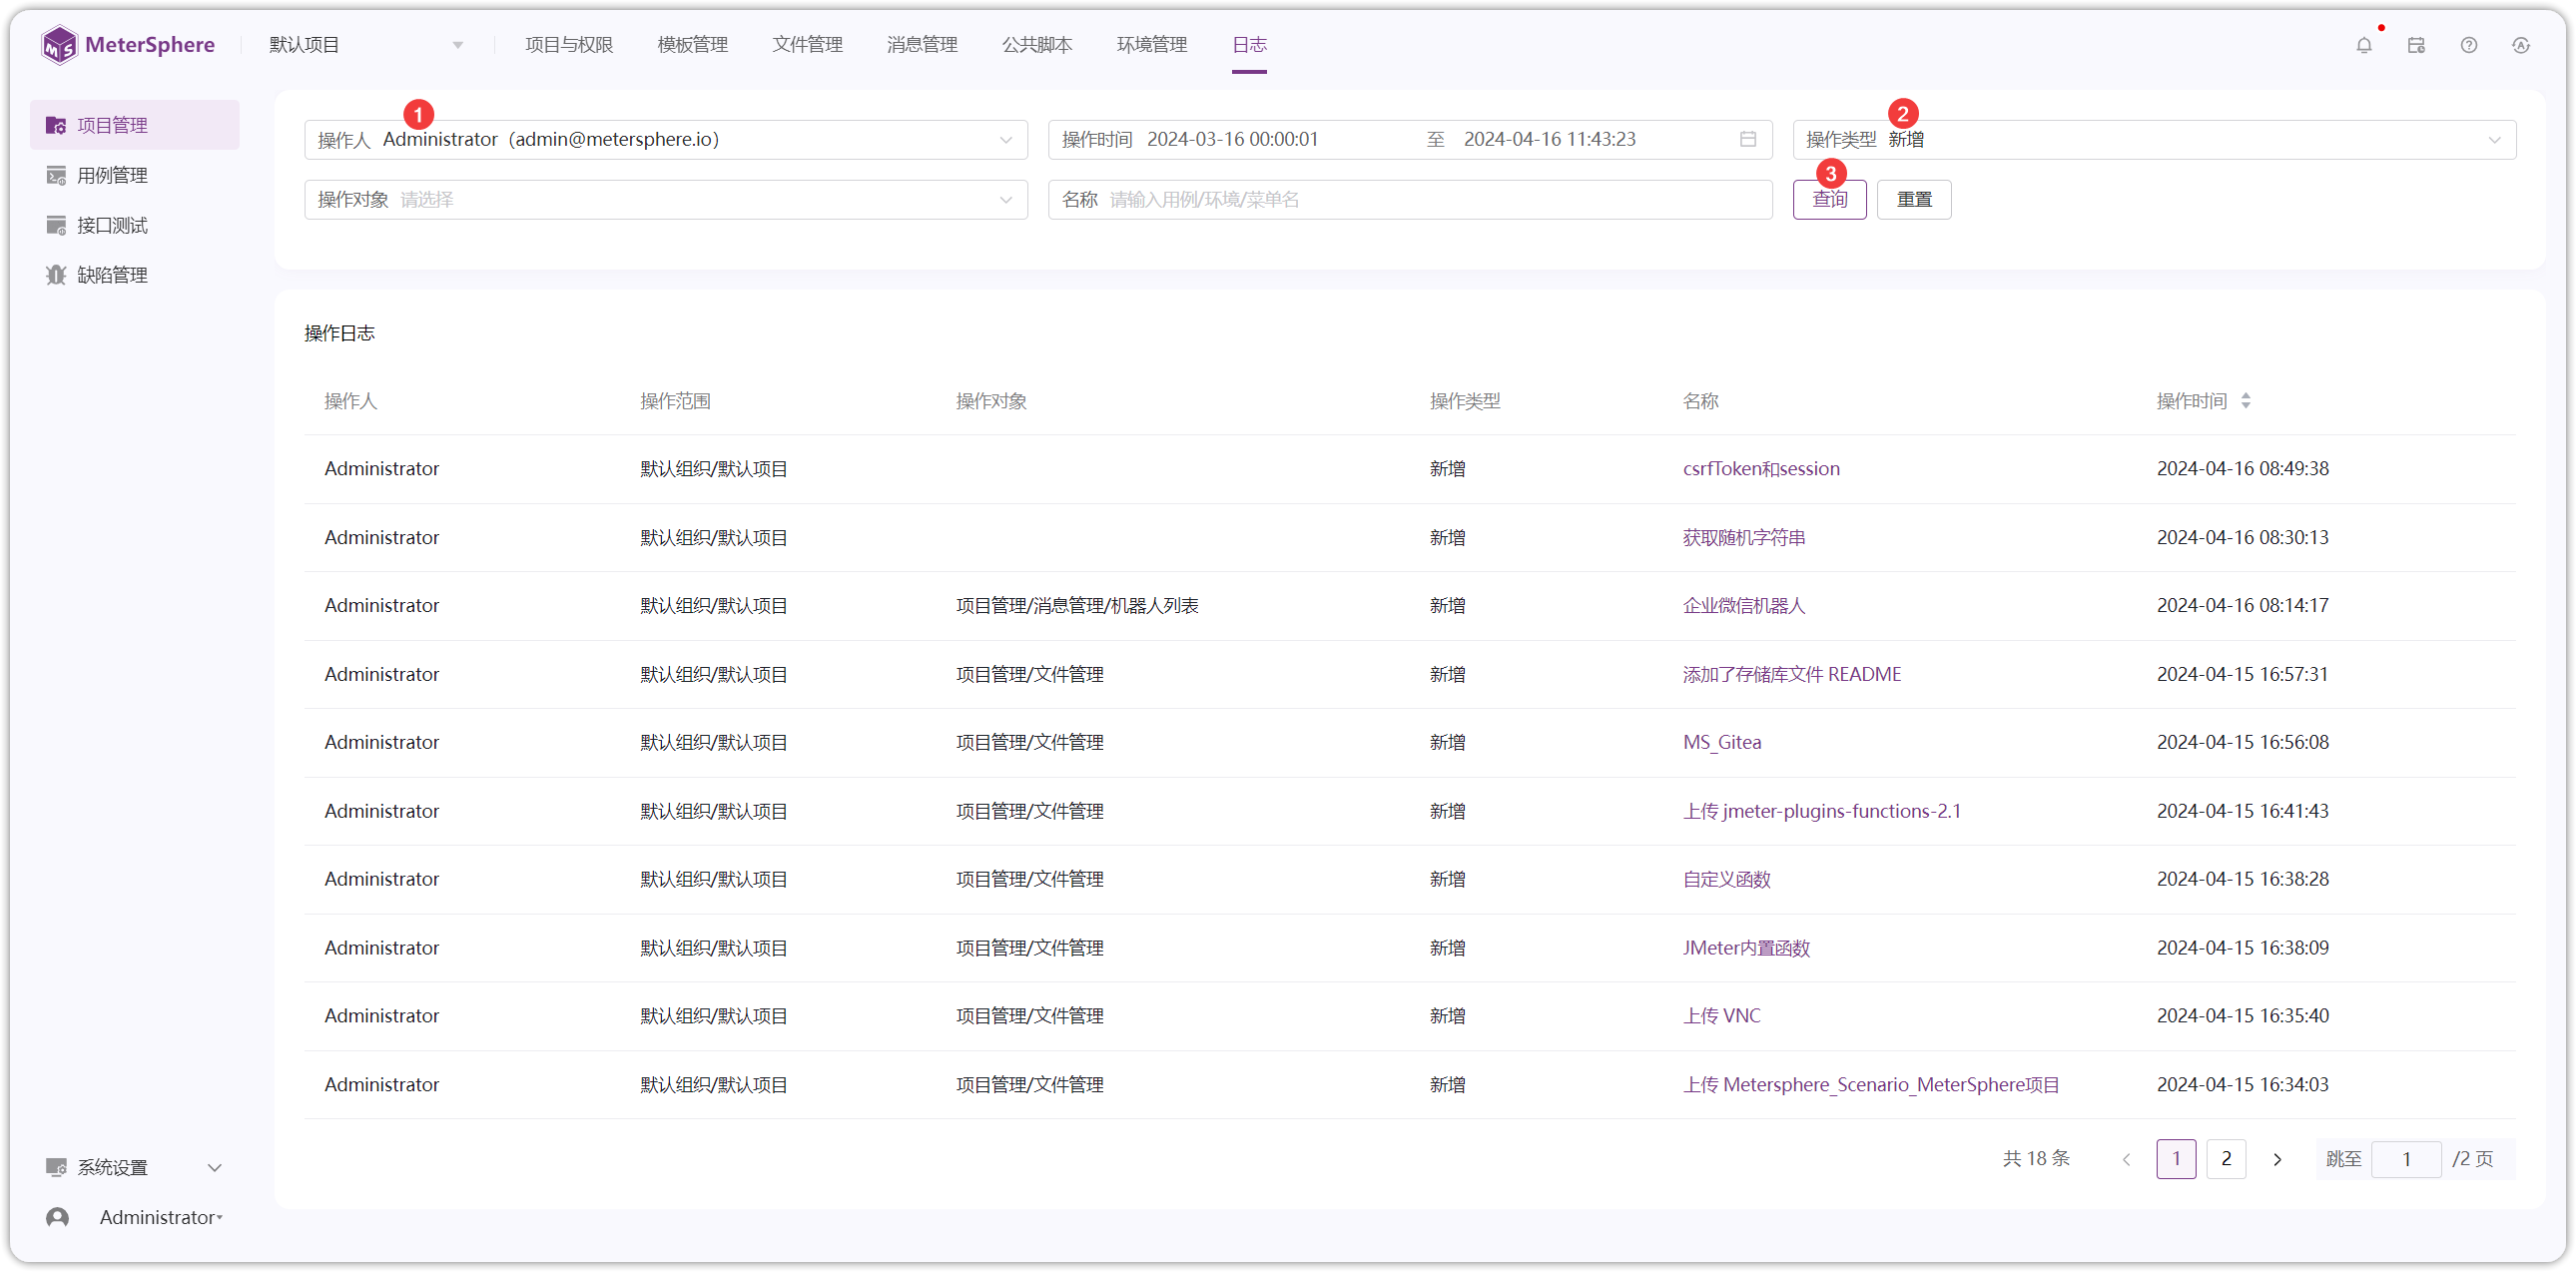 MeterSphere 默认项目 项目与权限 模板管理 文件管理 消息管理 公共脚本 环境管理 日志
项目管理
用例管理
接口测试
缺陷管理
1 2
操作人 Administrator（admin@metersphere.io） 操作时间 2024-03-16 00:00:01 至 2024-04-16 11:43:23 操作类型 新增
3
操作对象 请选择 名称 请输入用例/环境/菜单名 查询 重置
操作日志
操作人 操作范围 操作对象 操作类型 名称 操作时间
Administrator 默认组织/默认项目 新增 csrfToken和session 2024-04-16 08:49:38
Administrator 默认组织/默认项目 新增 获取随机字符串 2024-04-16 08:30:13
Administrator 默认组织/默认项目 项目管理/消息管理/机器人列表 新增 企业微信机器人 2024-04-16 08:14:17
Administrator 默认组织/默认项目 项目管理/文件管理 新增 添加了存储库文件 README 2024-04-15 16:57:31
Administrator 默认组织/默认项目 项目管理/文件管理 新增 MS_Gitea 2024-04-15 16:56:08
Administrator 默认组织/默认项目 项目管理/文件管理 新增 上传 jmeter-plugins-functions-2.1 2024-04-15 16:41:43
Administrator 默认组织/默认项目 项目管理/文件管理 新增 自定义函数 2024-04-15 16:38:28
Administrator 默认组织/默认项目 项目管理/文件管理 新增 JMeter内置函数 2024-04-15 16:38:09
Administrator 默认组织/默认项目 项目管理/文件管理 新增 上传 VNC 2024-04-15 16:35:40
Administrator 默认组织/默认项目 项目管理/文件管理 新增 上传 Metersphere_Scenario_MeterSphere项目 2024-04-15 16:34:03
共 18 条 1 2 跳至 1 /2 页
系统设置
Administrator